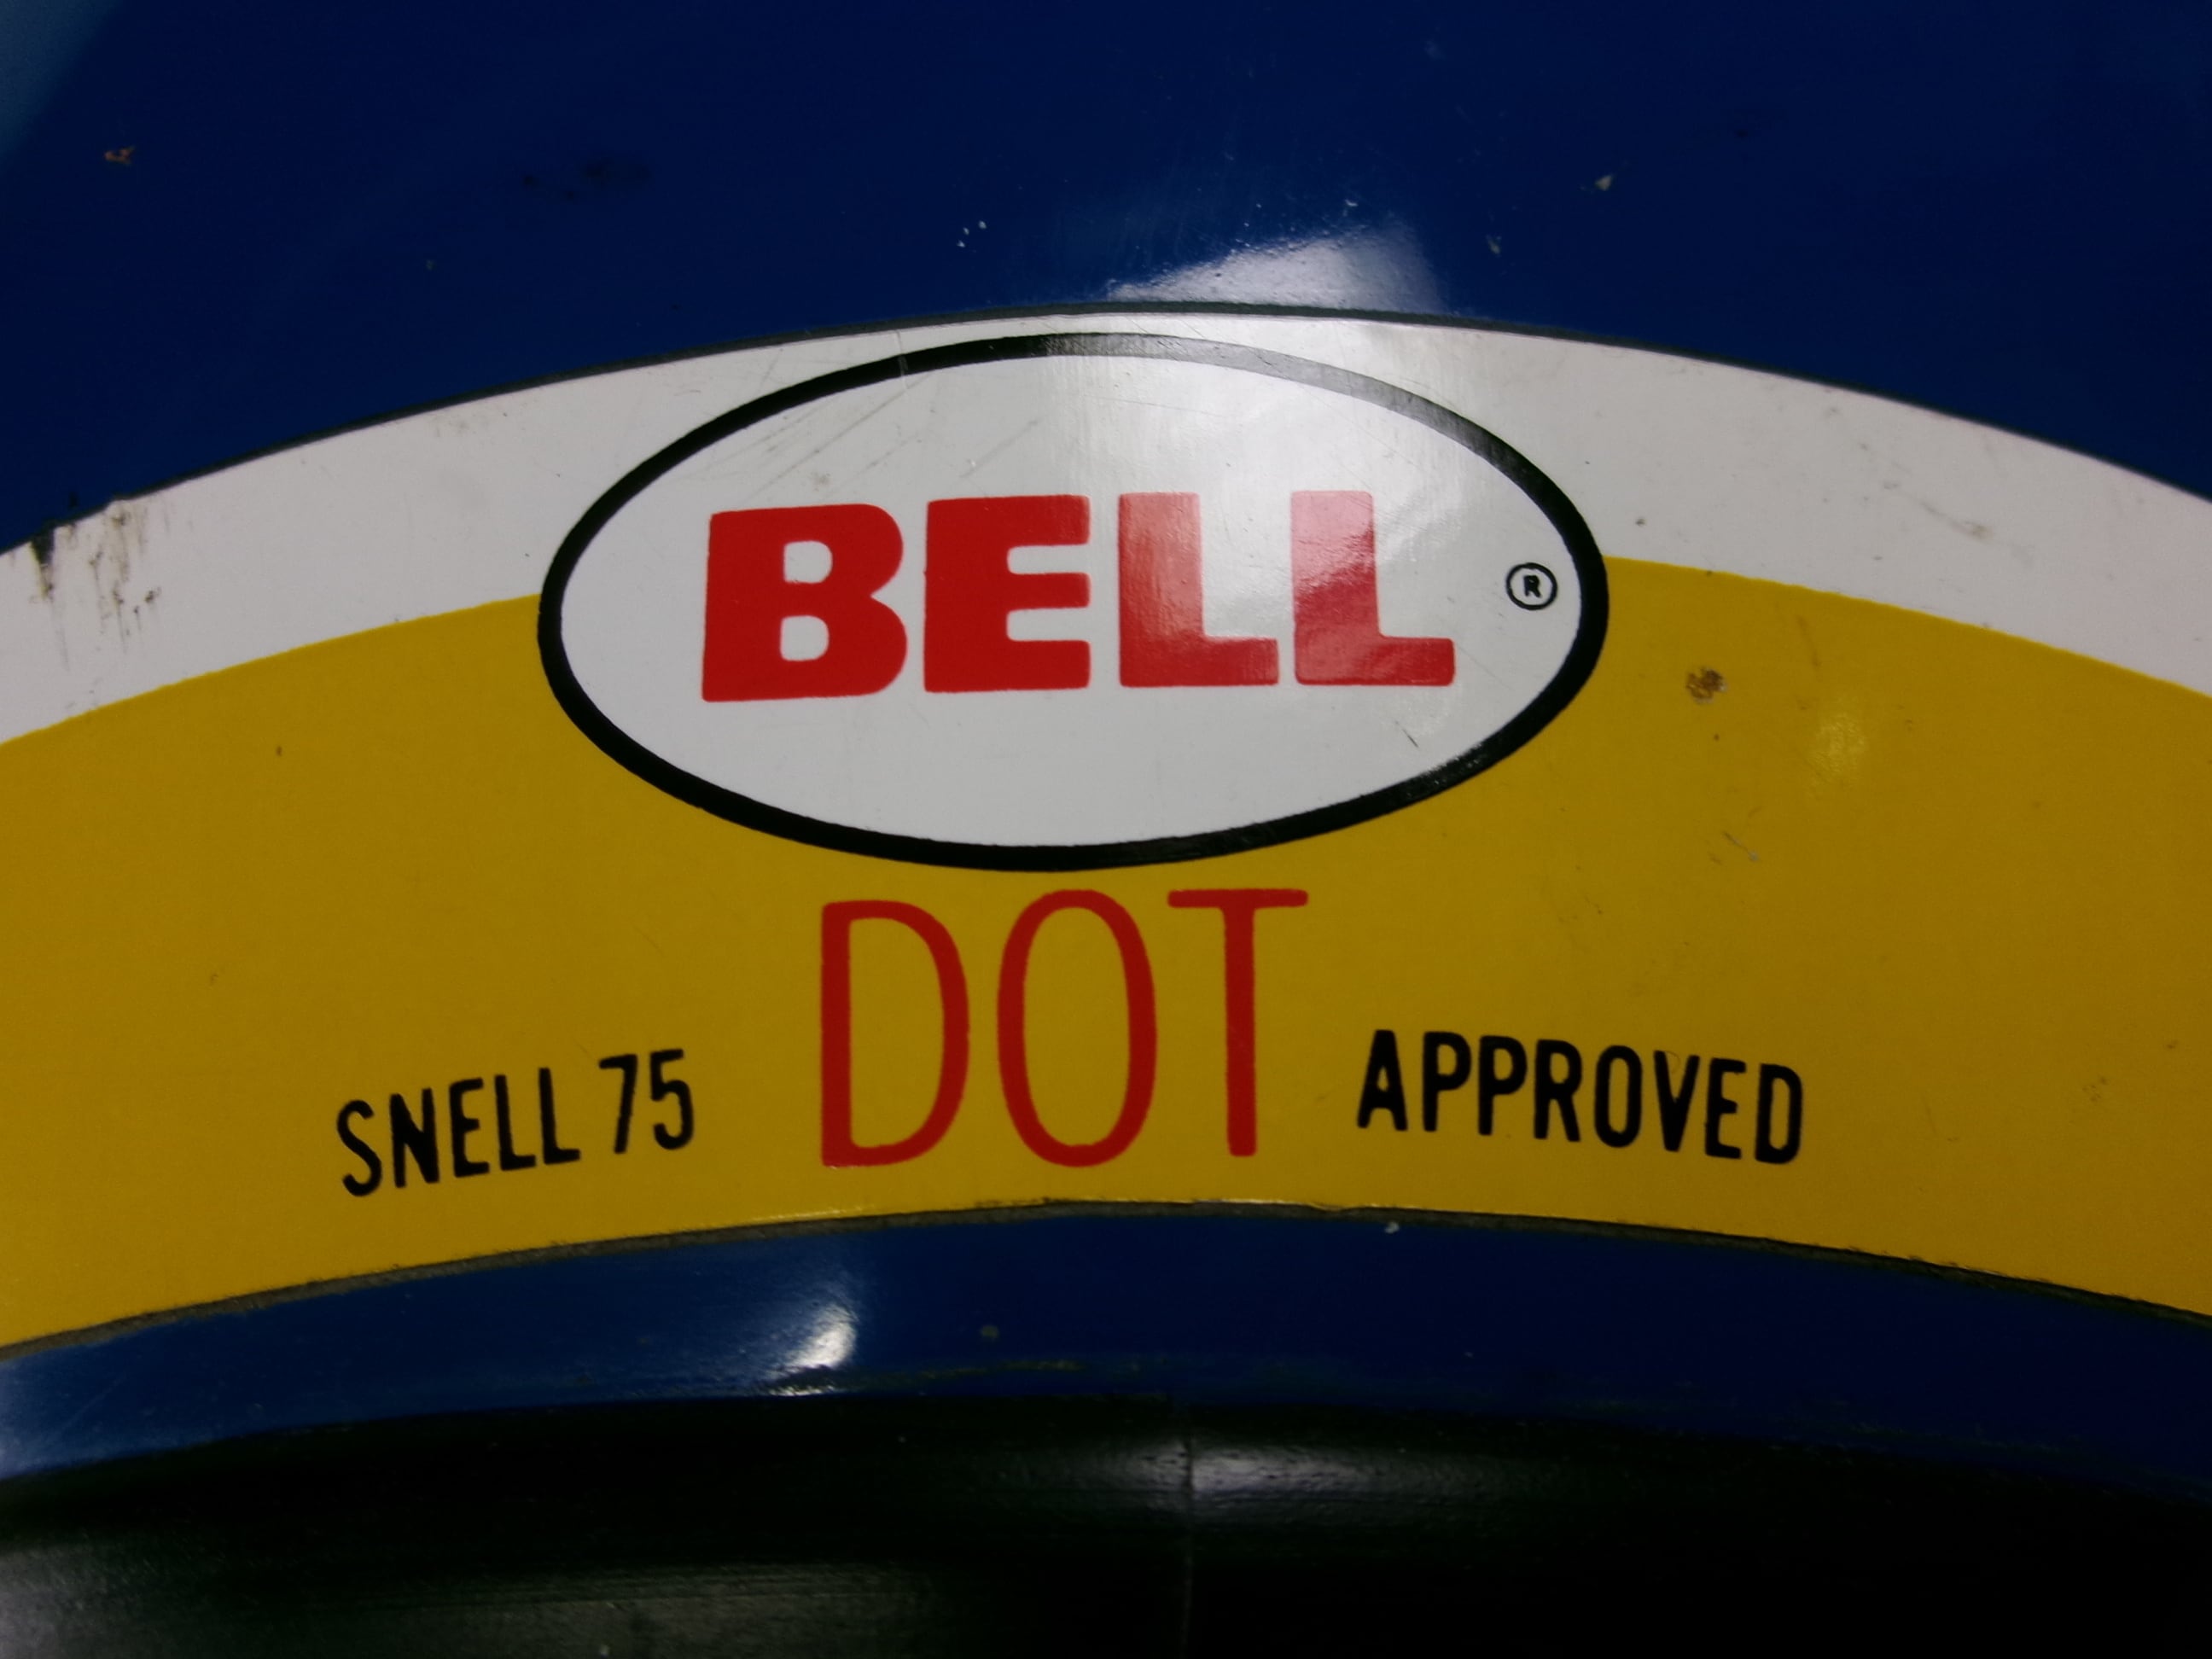 BELL ®
SNELL 75 DOT APPROVED